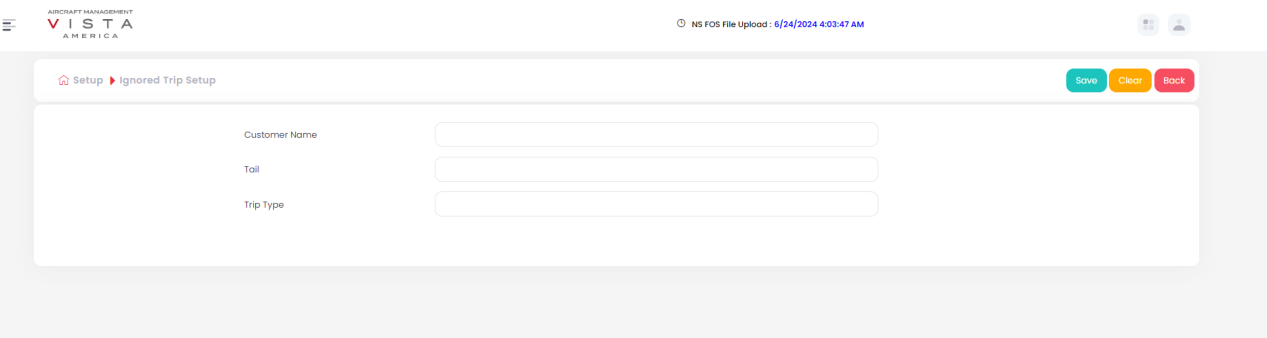 AIRCRAFT MANAGEMENT
VISTA
AMERICA
NS FOS File Upload : 6/24/2024 4:03:47 AM
Setup Ignored Trip Setup
Save Clear Back
Customer Name
Tail
Trip Type